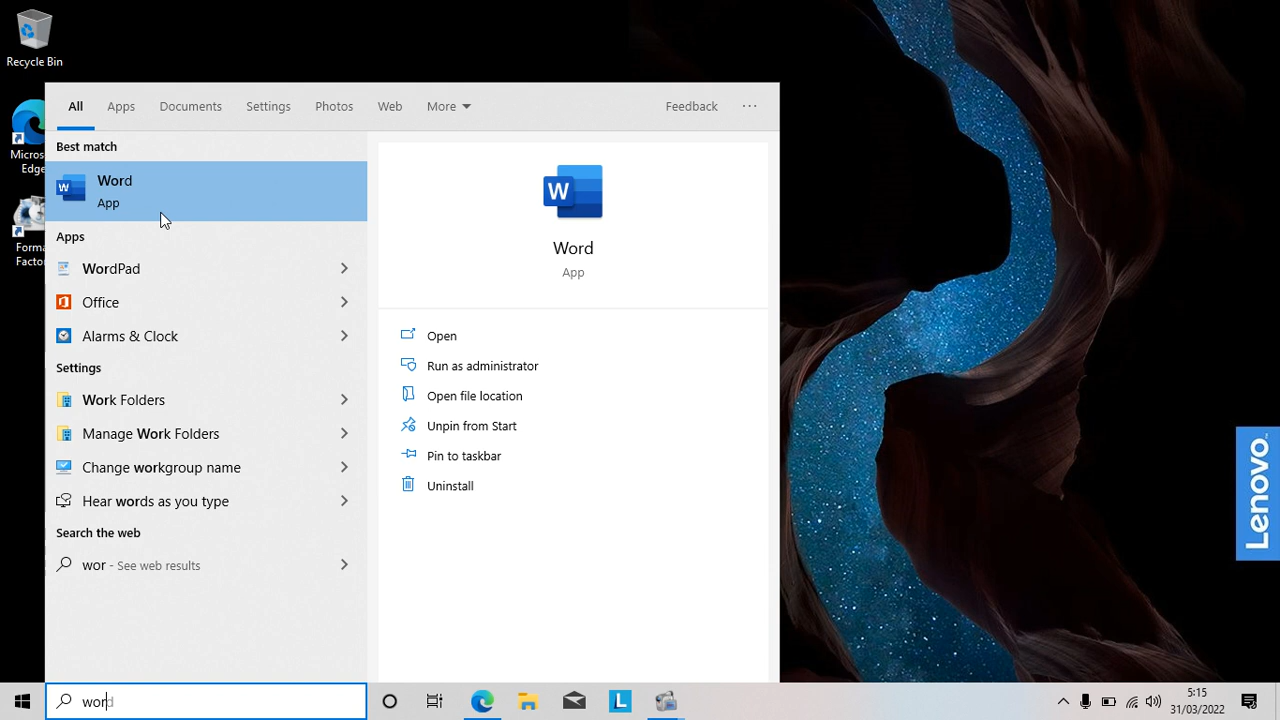 Recycle Bin
Micros
Edge
Forma
Facto
All Apps Documents Settings Photos Web More Feedback ...
Best match
Word
App
Apps
WordPad
Office
Alarms & Clock
Settings
Work Folders
Manage Work Folders
Change workgroup name
Hear words as you type
Search the web
wor - See web results
W
Word
App
Open
Run as administrator
Open file location
Unpin from Start
Pin to taskbar
Uninstall
Lenovo
word
L
5:15
31/03/2022